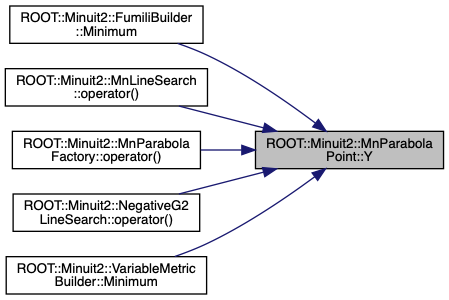 ROOT::Minuit2::FumiliBuilder
::Minimum
ROOT::Minuit2::MnLineSearch
::operator()
ROOT::Minuit2::MnParabola
Factory::operator()
ROOT::Minuit2::NegativeG2
LineSearch::operator()
ROOT::Minuit2::VariableMetric
Builder::Minimum
ROOT::Minuit2::MnParabola
Point::Y